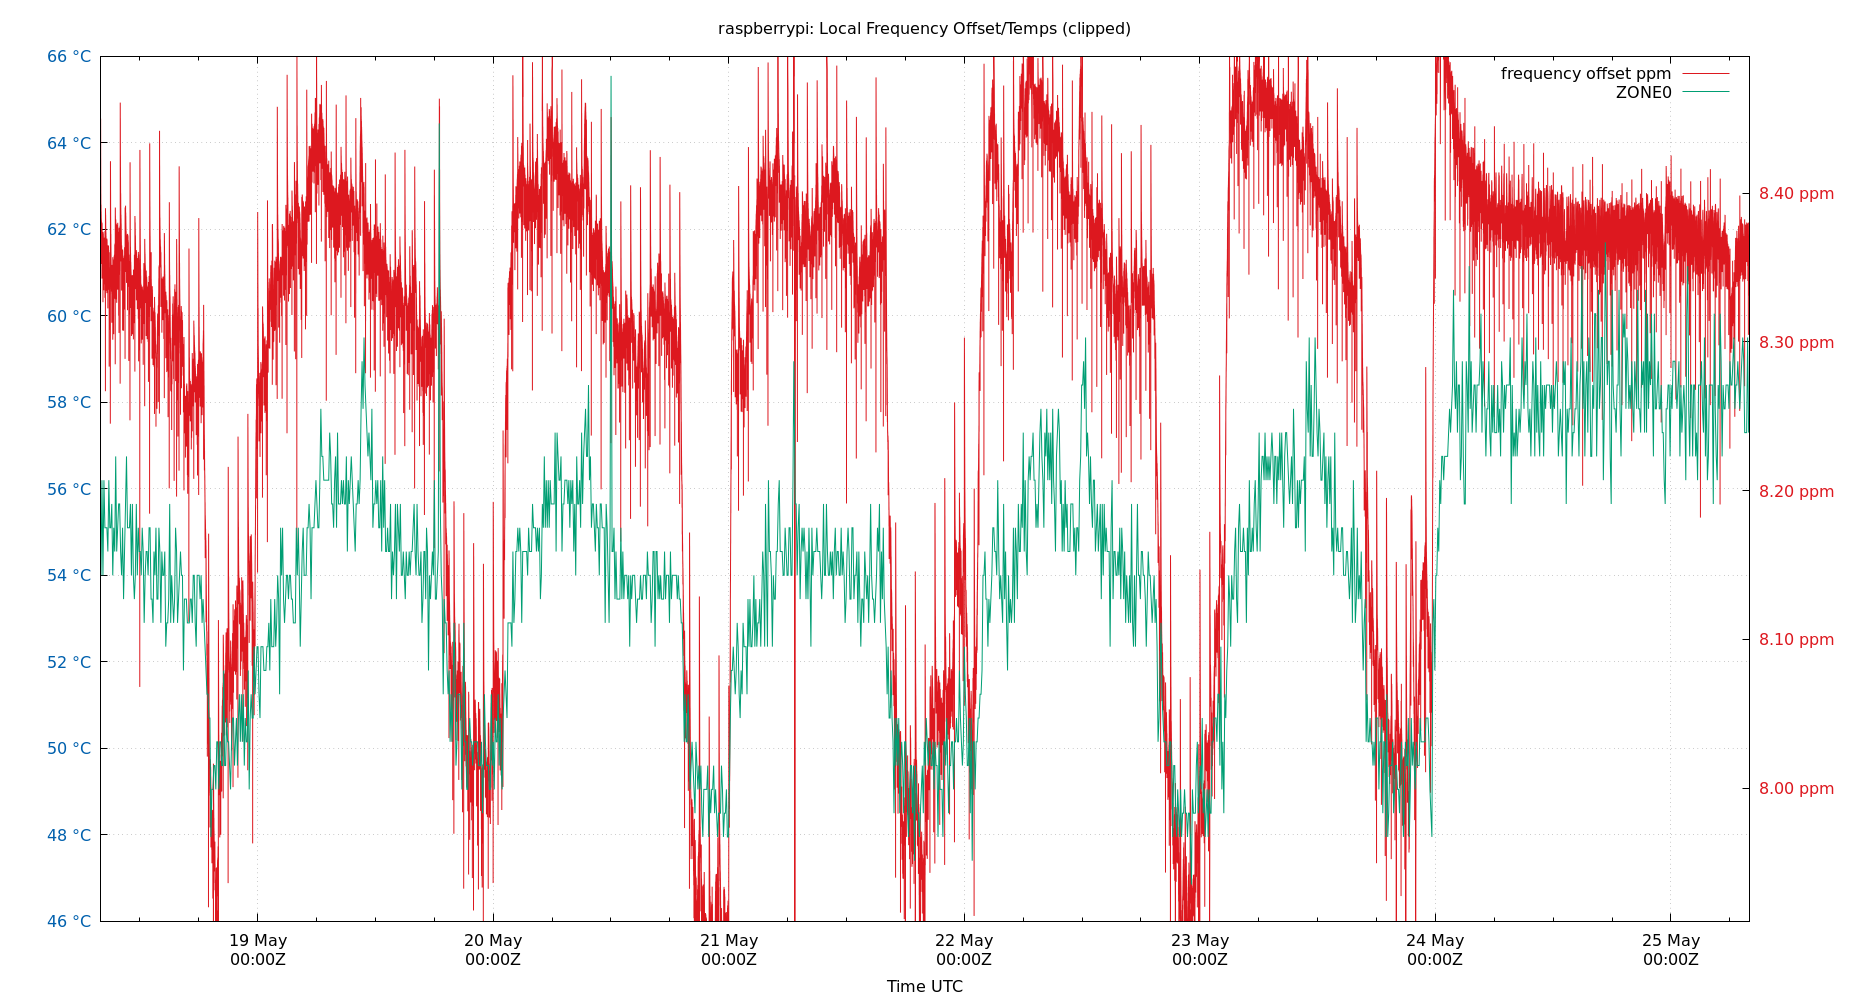 raspberrypi: Local Frequency Offset/Temps (clipped)
66 °C
64 °C
62 °C
60 °C
58 °C
56 °C
54 °C
52 °C
50 °C
48 °C
46 °C
frequency offset ppm
ZONE0
8.40 ppm
8.30 ppm
8.20 ppm
8.10 ppm
8.00 ppm
19 May
00:00Z
20 May
00:00Z
21 May
00:00Z
22 May
00:00Z
23 May
00:00Z
24 May
00:00Z
25 May
00:00Z
Time UTC